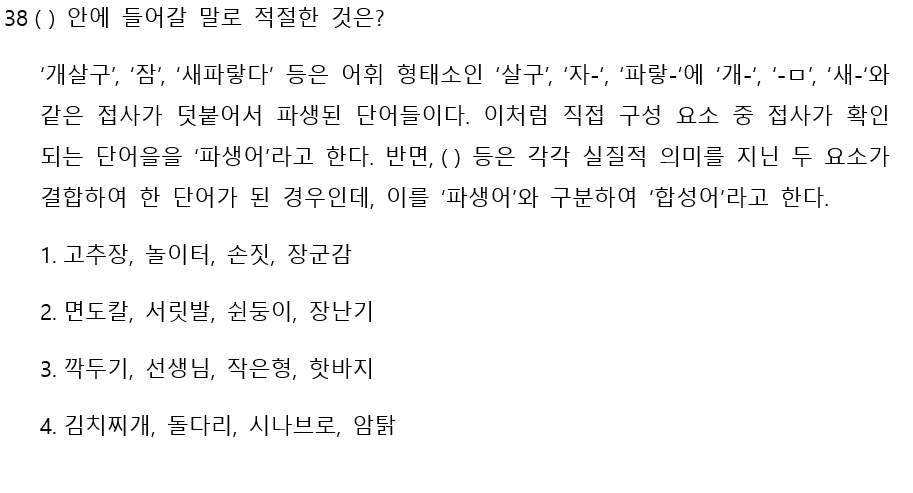 38 ( ) 안에 들어갈 말로 적절한 것은?
‘개살구’, ‘잠’, ‘새파랗다’ 등은 어휘 형태소인 ‘살구’, ‘자-‘, ‘파랗-‘에 ‘개-’, ‘-ㅁ’, ‘새-‘와
같은 접사가 덧붙어서 파생된 단어들이다. 이처럼 직접 구성 요소 중 접사가 확인
되는 단어을을 ‘파생어’라고 한다. 반면, ( ) 등은 각각 실질적 의미를 지닌 두 요소가
결합하여 한 단어가 된 경우인데, 이를 ‘파생어’와 구분하여 ‘합성어’라고 한다.
1. 고추장, 놀이터, 손짓, 장군감
2. 면도칼, 서릿발, 쉰둥이, 장난기
3. 깍두기, 선생님, 작은형, 핫바지
4. 김치찌개, 돌다리, 시나브로, 암탉